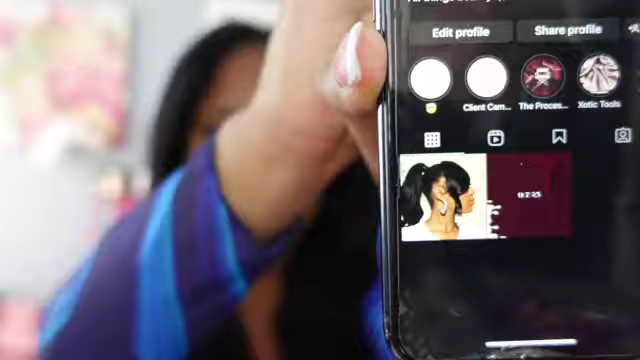 Edit profile
Share profile
Client Cam...
The Proces...
Xotic Tools